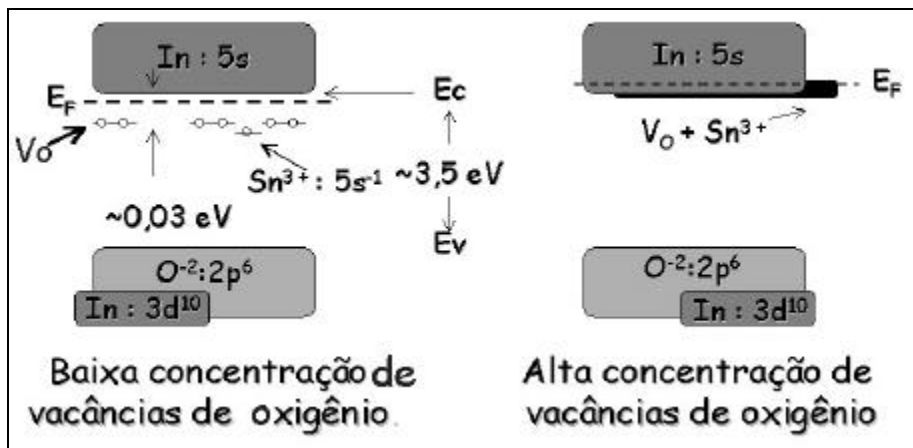 In : 5s
E_F
Ec
Vo
Sn³⁺: 5s⁻¹
~3,5 eV
~0,03 eV
Ev
O⁻²:2p⁶
In : 3d¹⁰
Baixa concentração de
vacâncias de oxigênio.
In : 5s
E_F
V_O + Sn³⁺
O⁻²:2p⁶
In : 3d¹⁰
Alta concentração de
vacâncias de oxigênio